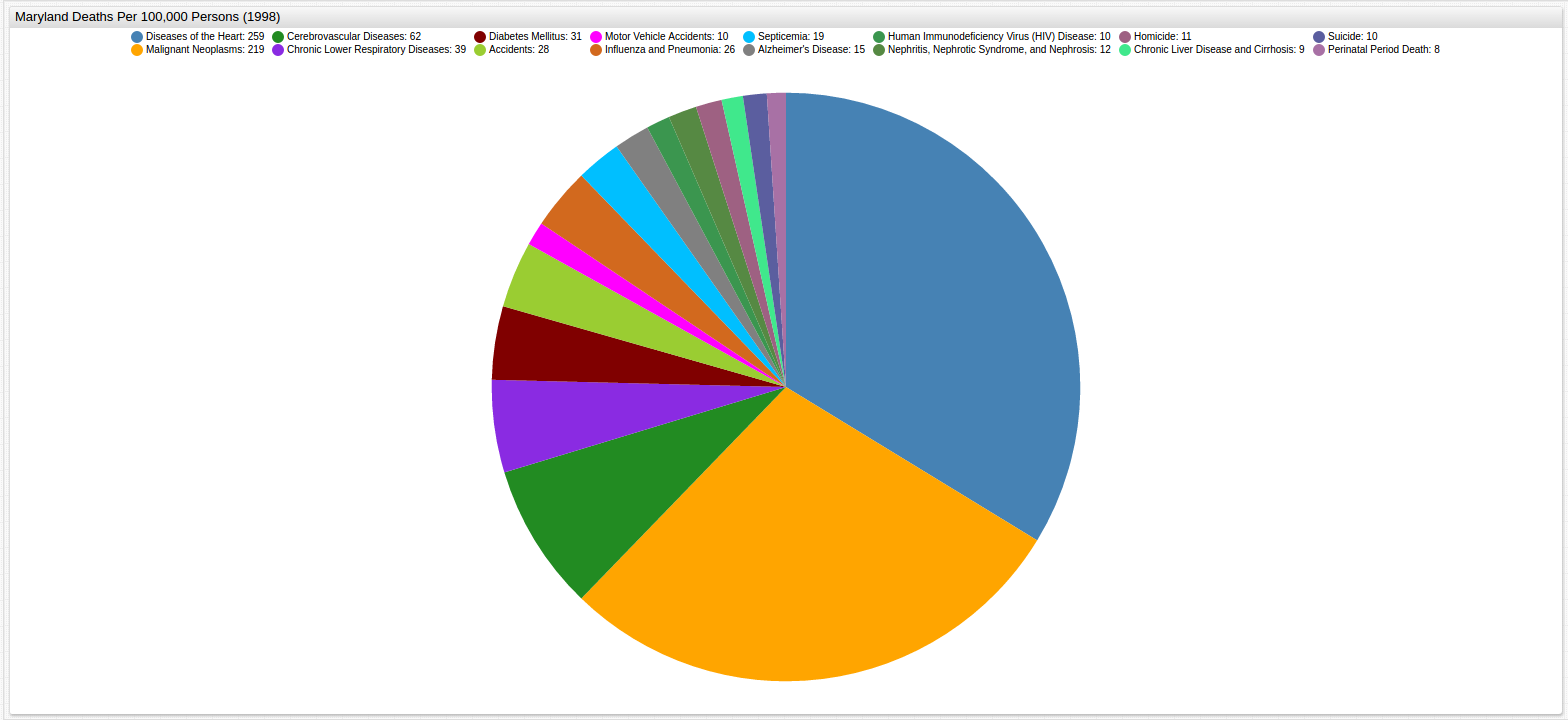 Maryland Deaths Per 100,000 Persons (1998)
Diseases of the Heart: 259 Cerebrovascular Diseases: 62 Diabetes Mellitus: 31 Motor Vehicle Accidents: 10 Septicemia: 19 Human Immunodeficiency Virus (HIV) Disease: 10 Homicide: 11 Suicide: 10
Malignant Neoplasms: 219 Chronic Lower Respiratory Diseases: 39 Accidents: 28 Influenza and Pneumonia: 26 Alzheimer's Disease: 15 Nephritis, Nephrotic Syndrome, and Nephrosis: 12 Chronic Liver Disease and Cirrhosis: 9 Perinatal Period Death: 8